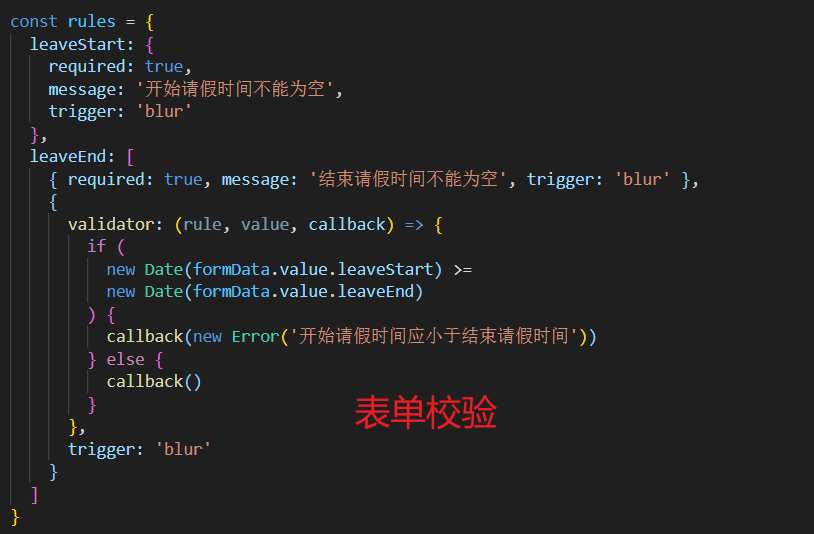 const rules = {
  leaveStart: {
    required: true,
    message: '开始请假时间不能为空',
    trigger: 'blur'
  },
  leaveEnd: [
    { required: true, message: '结束请假时间不能为空', trigger: 'blur' },
    {
      validator: (rule, value, callback) => {
        if (
          new Date(formData.value.leaveStart) >=
          new Date(formData.value.leaveEnd)
        ) {
          callback(new Error('开始请假时间应小于结束请假时间'))
        } else {
          callback()
        }
      },
      trigger: 'blur'
    }
  ]
}
表单校验